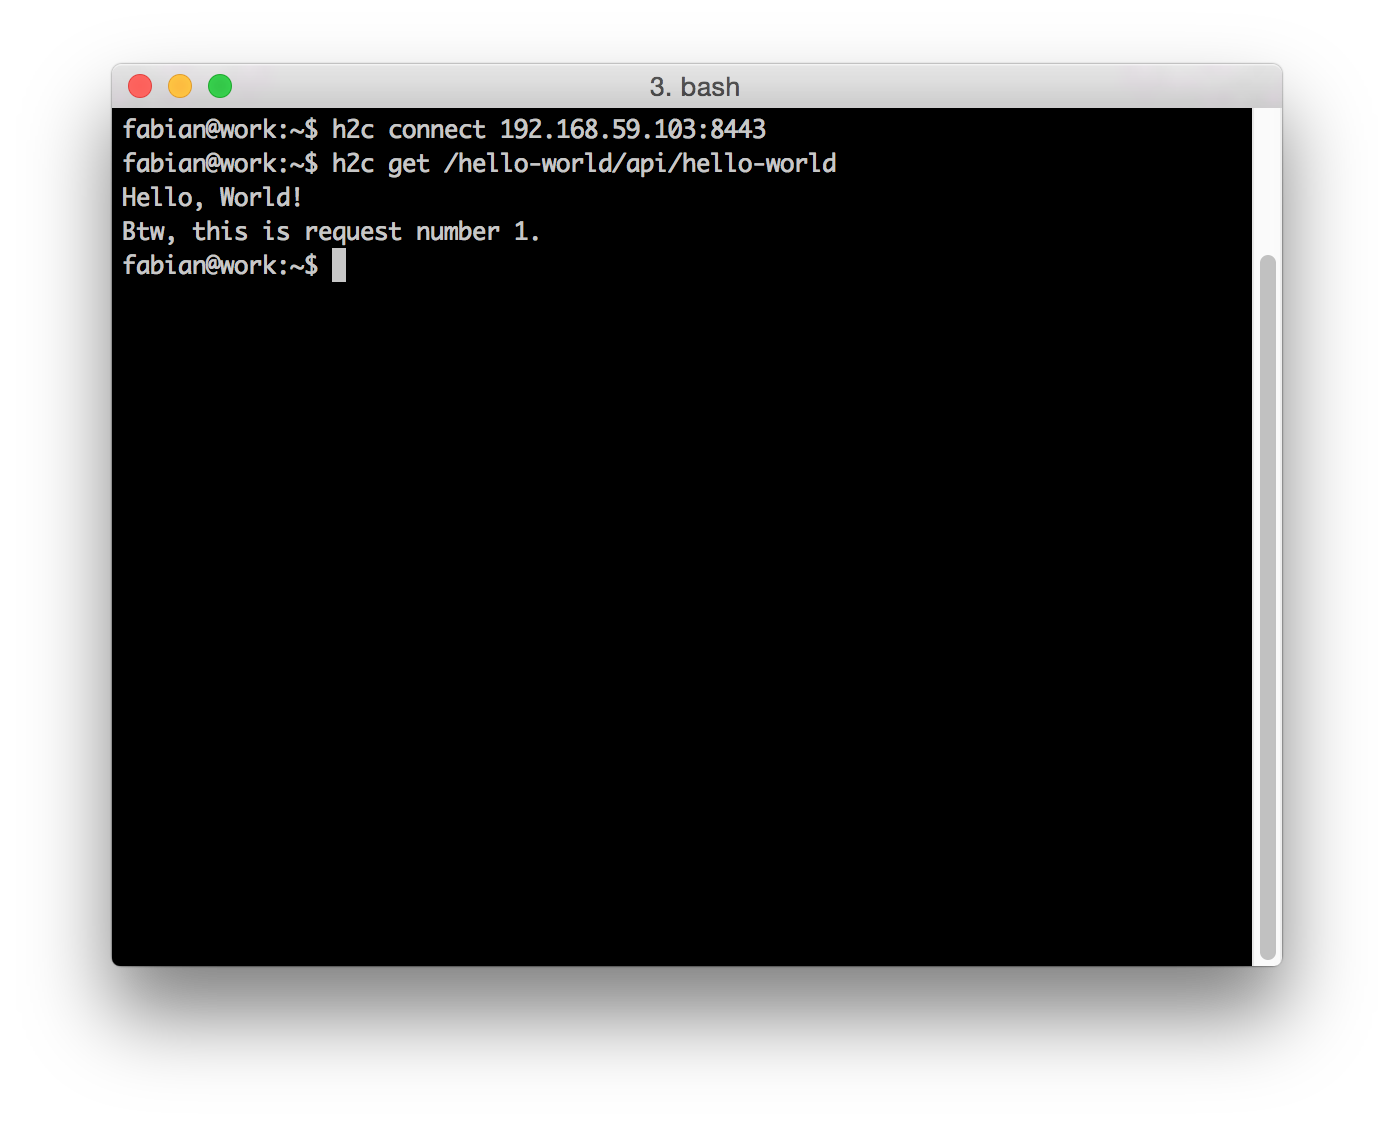 3. bash
fabian@work:~$ h2c connect 192.168.59.103:8443
fabian@work:~$ h2c get /hello-world/api/hello-world
Hello, World!
Btw, this is request number 1.
fabian@work:~$